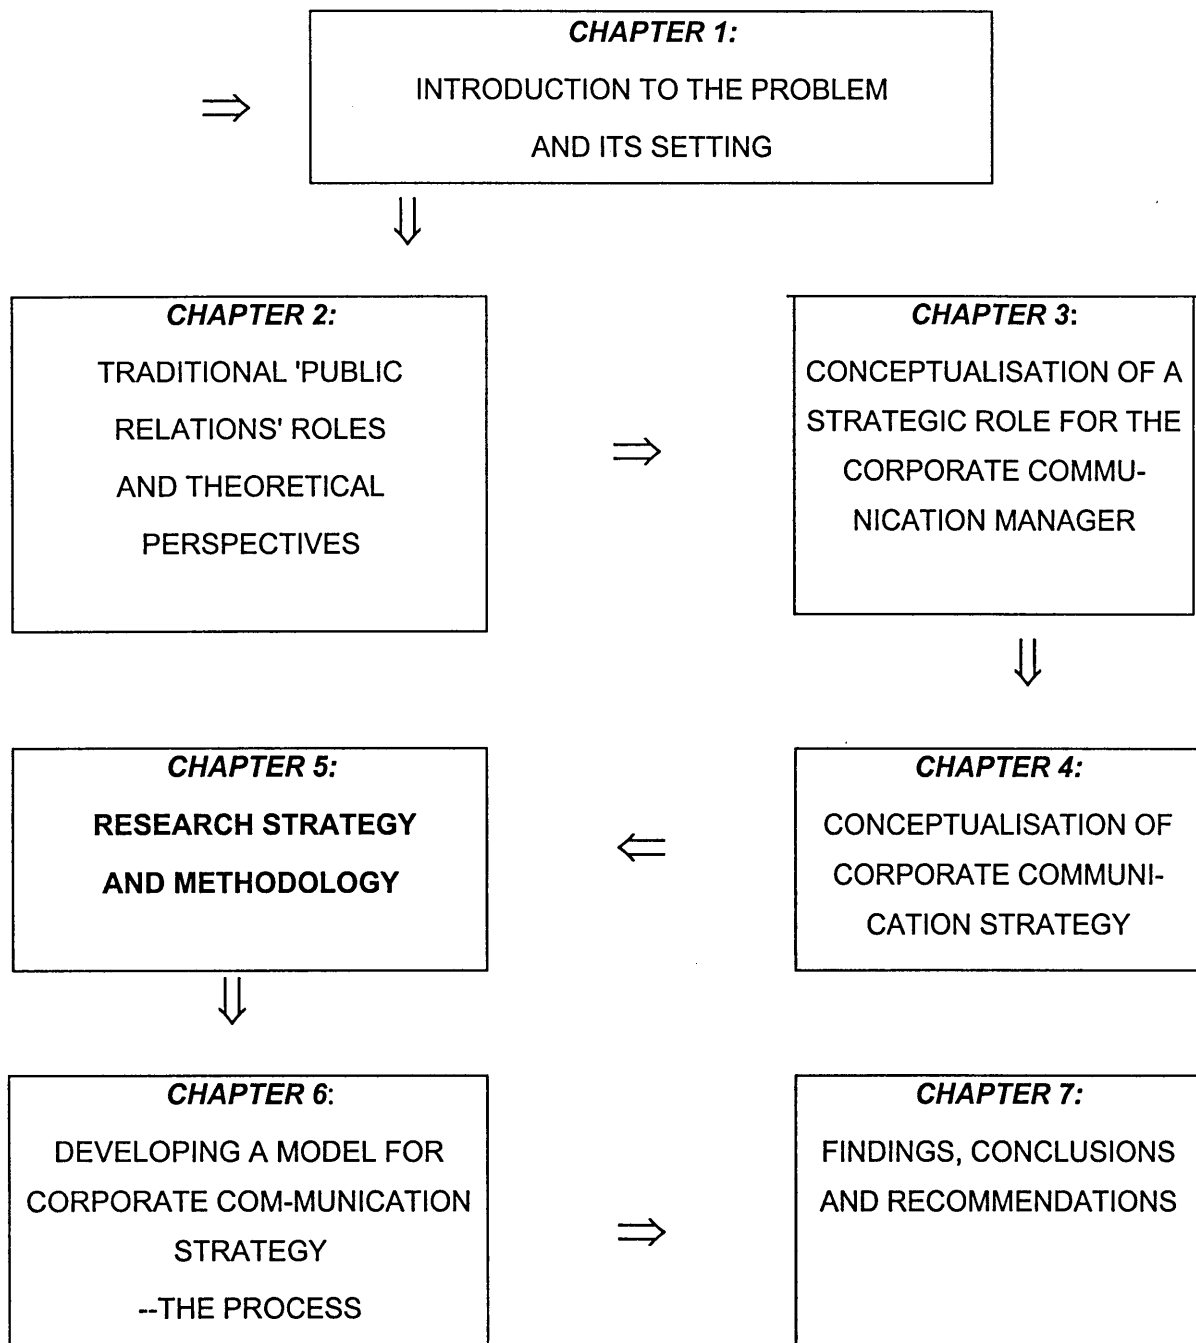 CHAPTER 1:
INTRODUCTION TO THE PROBLEM
AND ITS SETTING
CHAPTER 2:
TRADITIONAL 'PUBLIC
RELATIONS' ROLES
AND THEORETICAL
PERSPECTIVES
CHAPTER 3:
CONCEPTUALISATION OF A
STRATEGIC ROLE FOR THE
CORPORATE COMMU-
NICATION MANAGER
CHAPTER 4:
CONCEPTUALISATION OF
CORPORATE COMMUNI-
CATION STRATEGY
CHAPTER 5:
RESEARCH STRATEGY
AND METHODOLOGY
CHAPTER 6:
DEVELOPING A MODEL FOR
CORPORATE COM-MUNICATION
STRATEGY
--THE PROCESS
CHAPTER 7:
FINDINGS, CONCLUSIONS
AND RECOMMENDATIONS